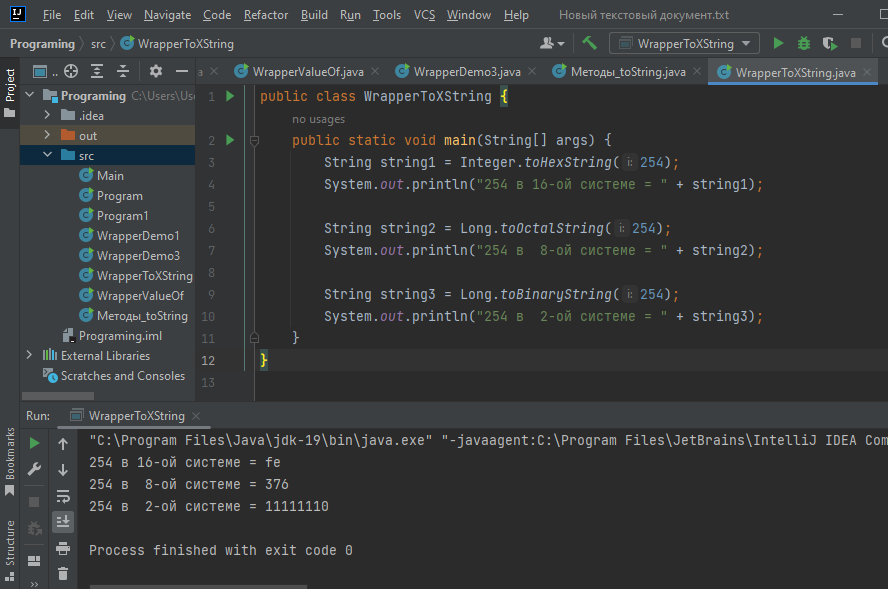 File Edit View Navigate Code Refactor Build Run Tools VCS Window Help Новый текстовый документ.txt
Programing src WrapperToXString WrapperToXString
Project
.. a WrapperValueOf.java WrapperDemo3.java Методы_toString.java WrapperToXString.java
Programing C:\Users\Use
.idea
out
src
Main
Program
Program1
WrapperDemo1
WrapperDemo3
WrapperToXString
WrapperValueOf
Методы_toString
Programing.iml
External Libraries
Scratches and Consoles
1 public class WrapperToXString {
no usages
2 public static void main(String[] args) {
3 String string1 = Integer.toHexString( i: 254);
4 System.out.println("254 в 16-ой системе = " + string1);
5
6 String string2 = Long.toOctalString( i: 254);
7 System.out.println("254 в  8-ой системе = " + string2);
8
9 String string3 = Long.toBinaryString( i: 254);
10 System.out.println("254 в  2-ой системе = " + string3);
11 }
12 }
13
Run: WrapperToXString
"C:\Program Files\Java\jdk-19\bin\java.exe" "-javaagent:C:\Program Files\JetBrains\IntelliJ IDEA Com
254 в 16-ой системе = fe
254 в  8-ой системе = 376
254 в  2-ой системе = 11111110
Process finished with exit code 0
Bookmarks
Structure